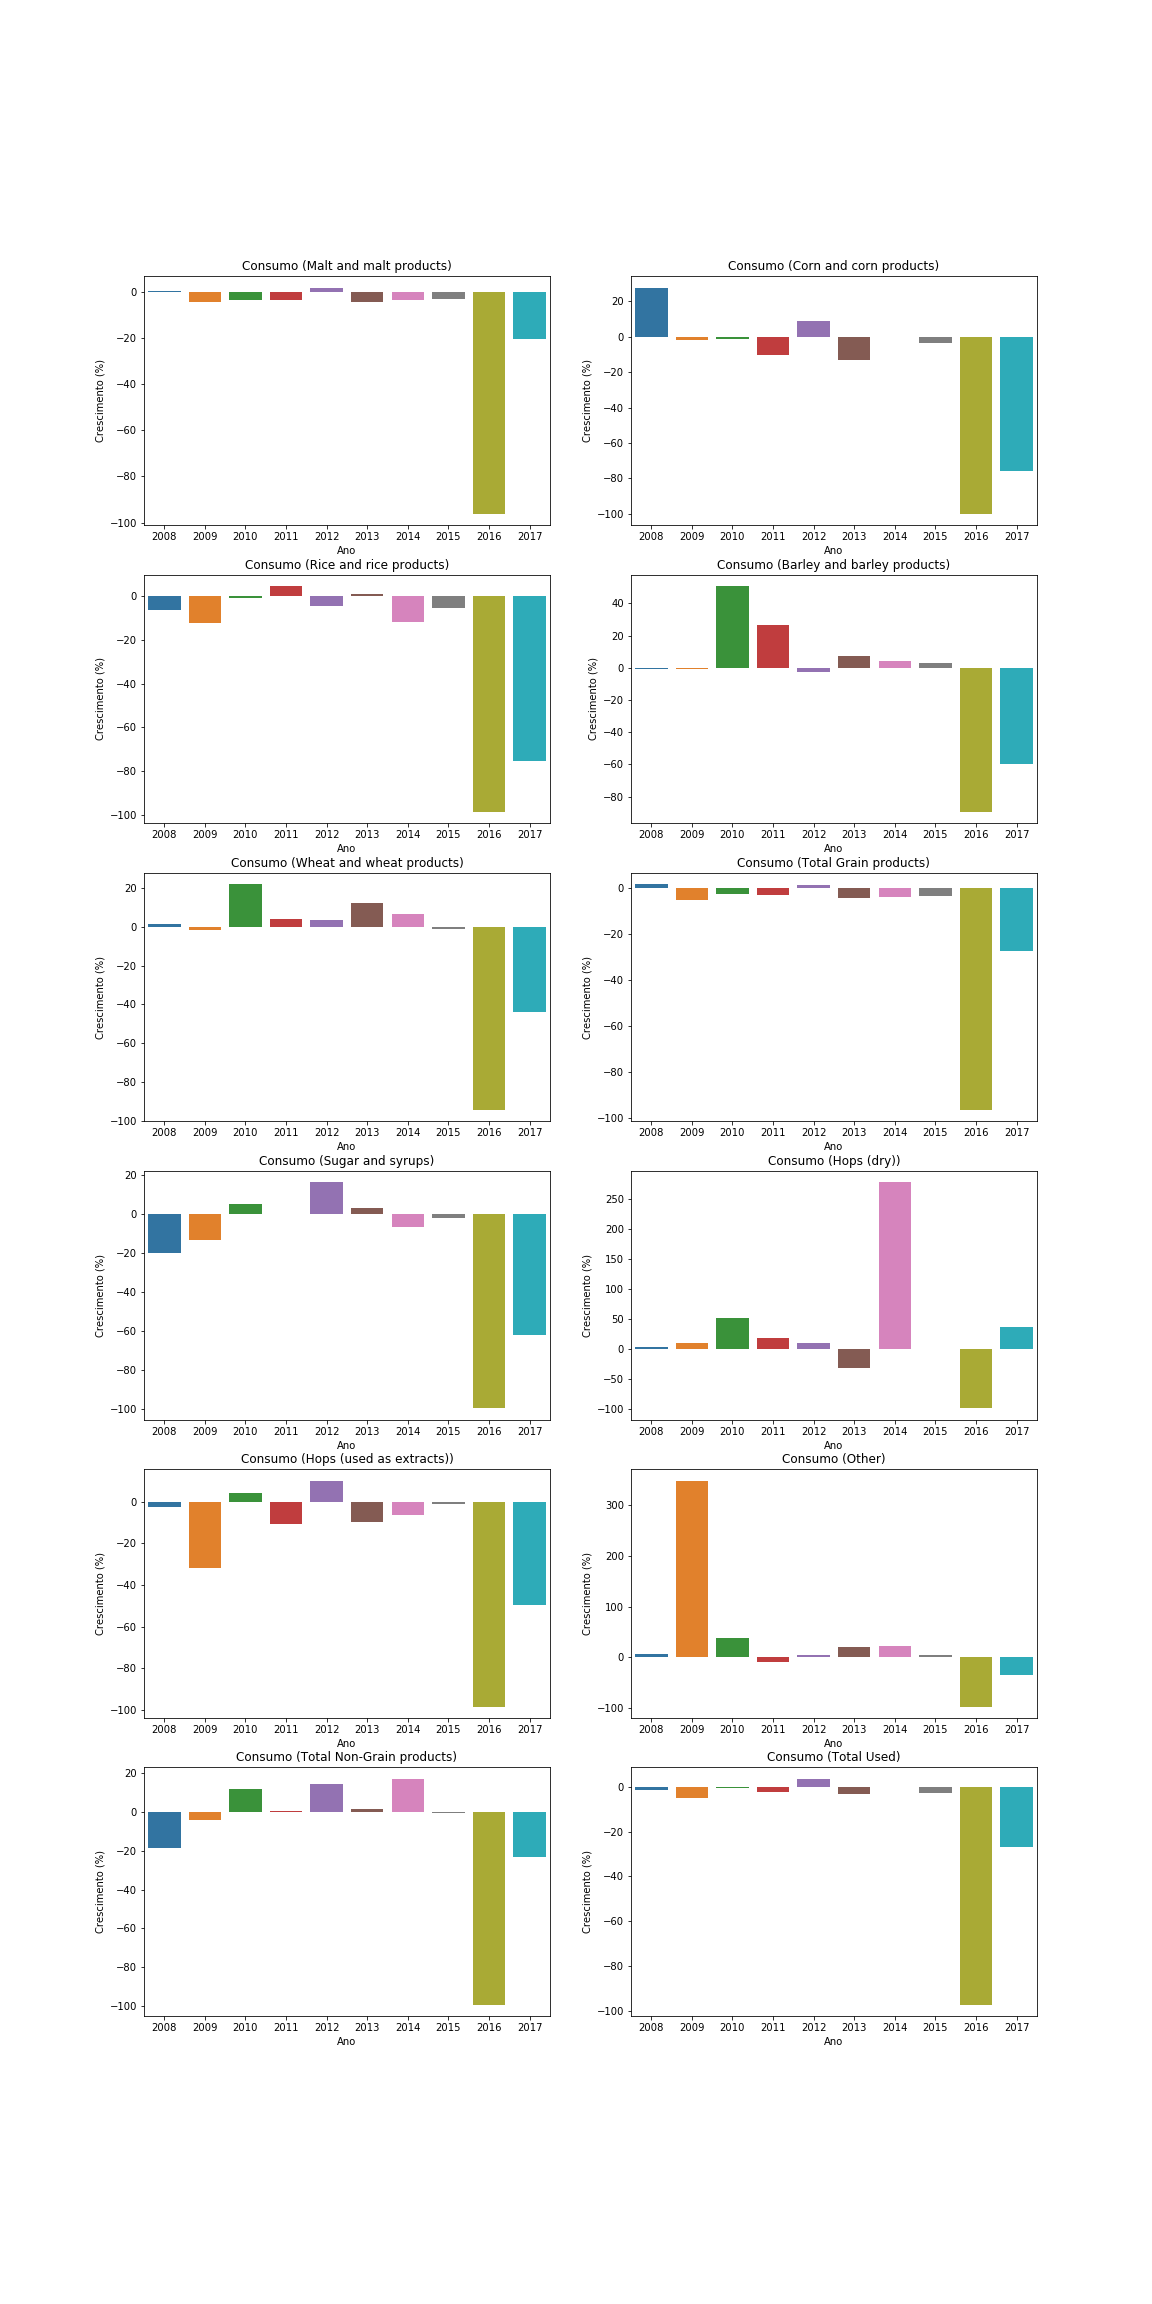 Consumo (Malt and malt products)
0
−20
−40
−60
−80
−100
Crescimento (%)
2008 2009 2010 2011 2012 2013 2014 2015 2016 2017
Ano
Consumo (Corn and corn products)
20
0
−20
−40
−60
−80
−100
Crescimento (%)
2008 2009 2010 2011 2012 2013 2014 2015 2016 2017
Ano
Consumo (Rice and rice products)
0
−20
−40
−60
−80
−100
Crescimento (%)
2008 2009 2010 2011 2012 2013 2014 2015 2016 2017
Ano
Consumo (Barley and barley products)
40
20
0
−20
−40
−60
−80
Crescimento (%)
2008 2009 2010 2011 2012 2013 2014 2015 2016 2017
Ano
Consumo (Wheat and wheat products)
20
0
−20
−40
−60
−80
−100
Crescimento (%)
2008 2009 2010 2011 2012 2013 2014 2015 2016 2017
Ano
Consumo (Total Grain products)
0
−20
−40
−60
−80
−100
Crescimento (%)
2008 2009 2010 2011 2012 2013 2014 2015 2016 2017
Ano
Consumo (Sugar and syrups)
20
0
−20
−40
−60
−80
−100
Crescimento (%)
2008 2009 2010 2011 2012 2013 2014 2015 2016 2017
Ano
Consumo (Hops (dry))
250
200
150
100
50
0
−50
−100
Crescimento (%)
2008 2009 2010 2011 2012 2013 2014 2015 2016 2017
Ano
Consumo (Hops (used as extracts))
0
−20
−40
−60
−80
−100
Crescimento (%)
2008 2009 2010 2011 2012 2013 2014 2015 2016 2017
Ano
Consumo (Other)
300
200
100
0
−100
Crescimento (%)
2008 2009 2010 2011 2012 2013 2014 2015 2016 2017
Ano
Consumo (Total Non-Grain products)
20
0
−20
−40
−60
−80
−100
Crescimento (%)
2008 2009 2010 2011 2012 2013 2014 2015 2016 2017
Ano
Consumo (Total Used)
0
−20
−40
−60
−80
−100
Crescimento (%)
2008 2009 2010 2011 2012 2013 2014 2015 2016 2017
Ano